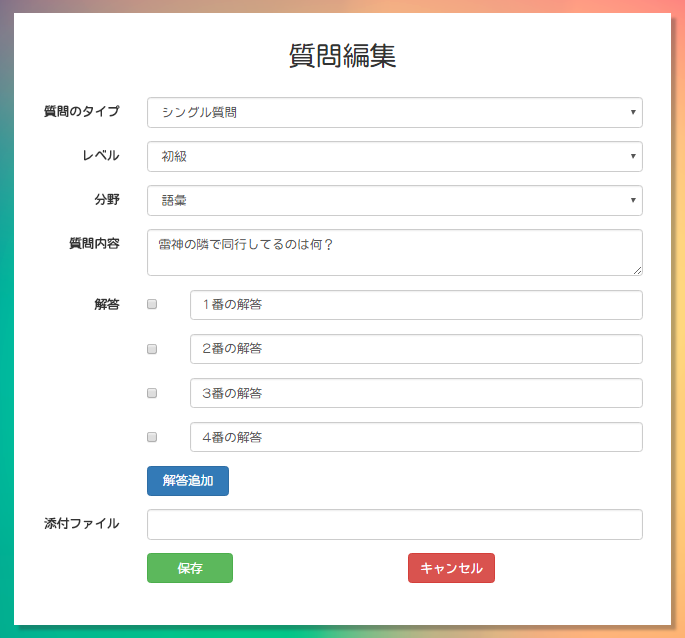 質問編集
質問のタイプ シングル質問
レベル 初級
分野 語彙
質問内容 雷神の隣で同行してるのは何？
解答 1番の解答
2番の解答
3番の解答
4番の解答
解答追加
添付ファイル
保存 キャンセル